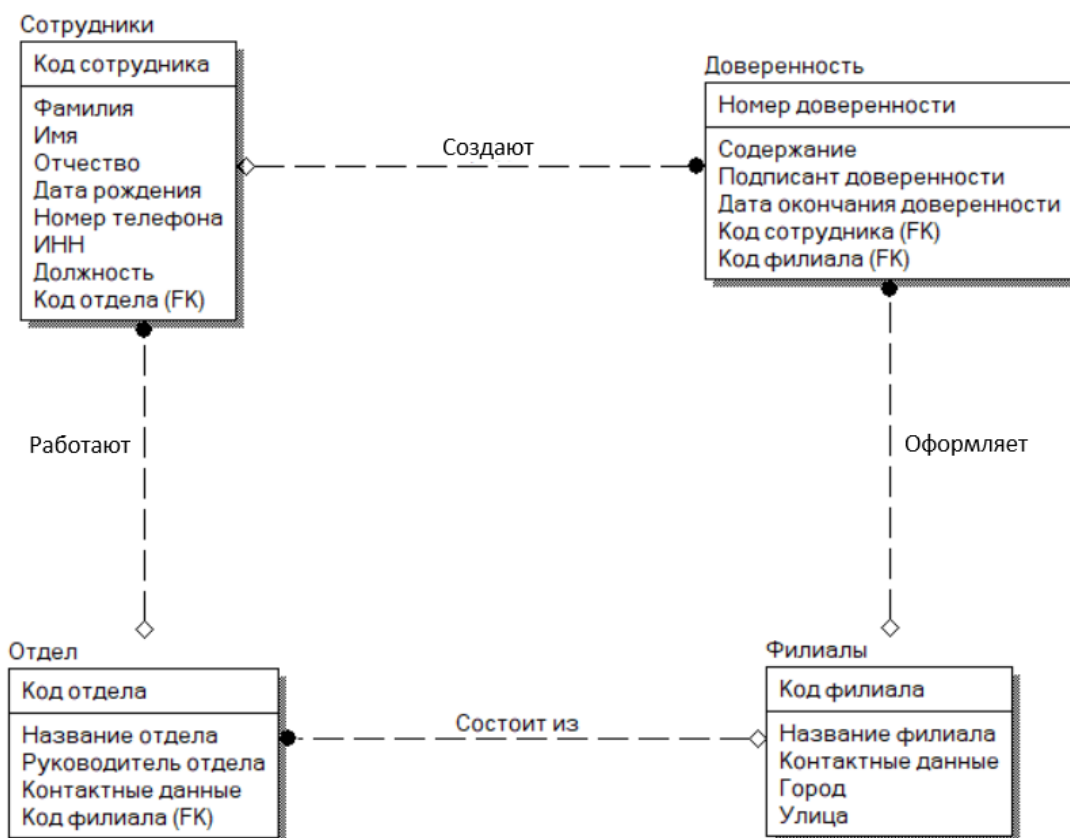 Сотрудники
Код сотрудника
Фамилия
Имя
Отчество
Дата рождения
Номер телефона
ИНН
Должность
Код отдела (FK)
Создают
Доверенность
Номер доверенности
Содержание
Подписант доверенности
Дата окончания доверенности
Код сотрудника (FK)
Код филиала (FK)
Работают
Оформляет
Отдел
Код отдела
Название отдела
Руководитель отдела
Контактные данные
Код филиала (FK)
Состоит из
Филиалы
Код филиала
Название филиала
Контактные данные
Город
Улица